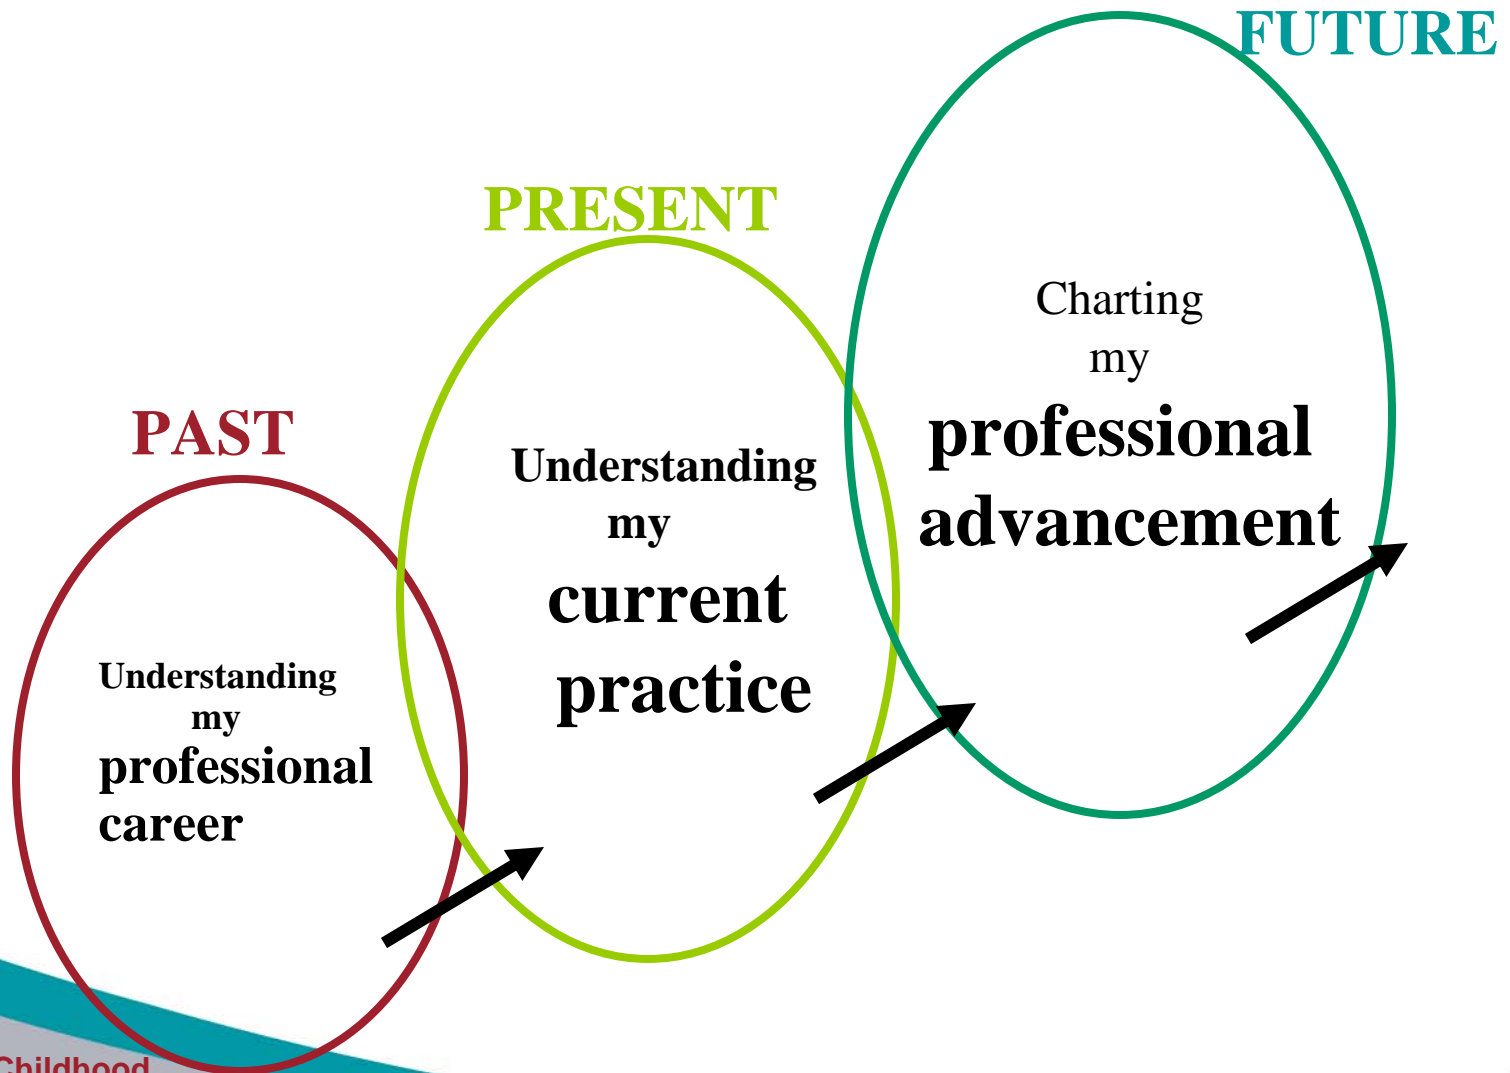 FUTURE
PRESENT
PAST
Charting
my
professional
advancement
Understanding
my
current
practice
Understanding
my
professional
career
Childhood